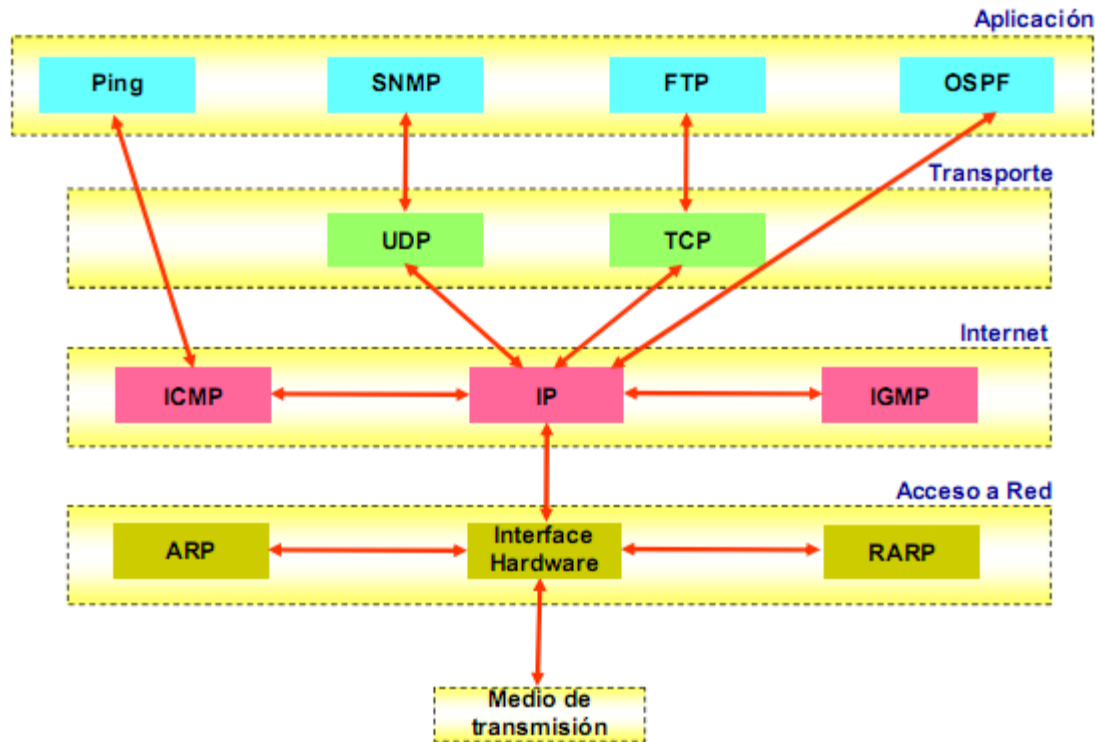 Aplicación
Ping
SNMP
FTP
OSPF
Transporte
UDP
TCP
Internet
ICMP
IP
IGMP
Acceso a Red
ARP
Interface
Hardware
RARP
Medio de
transmisión